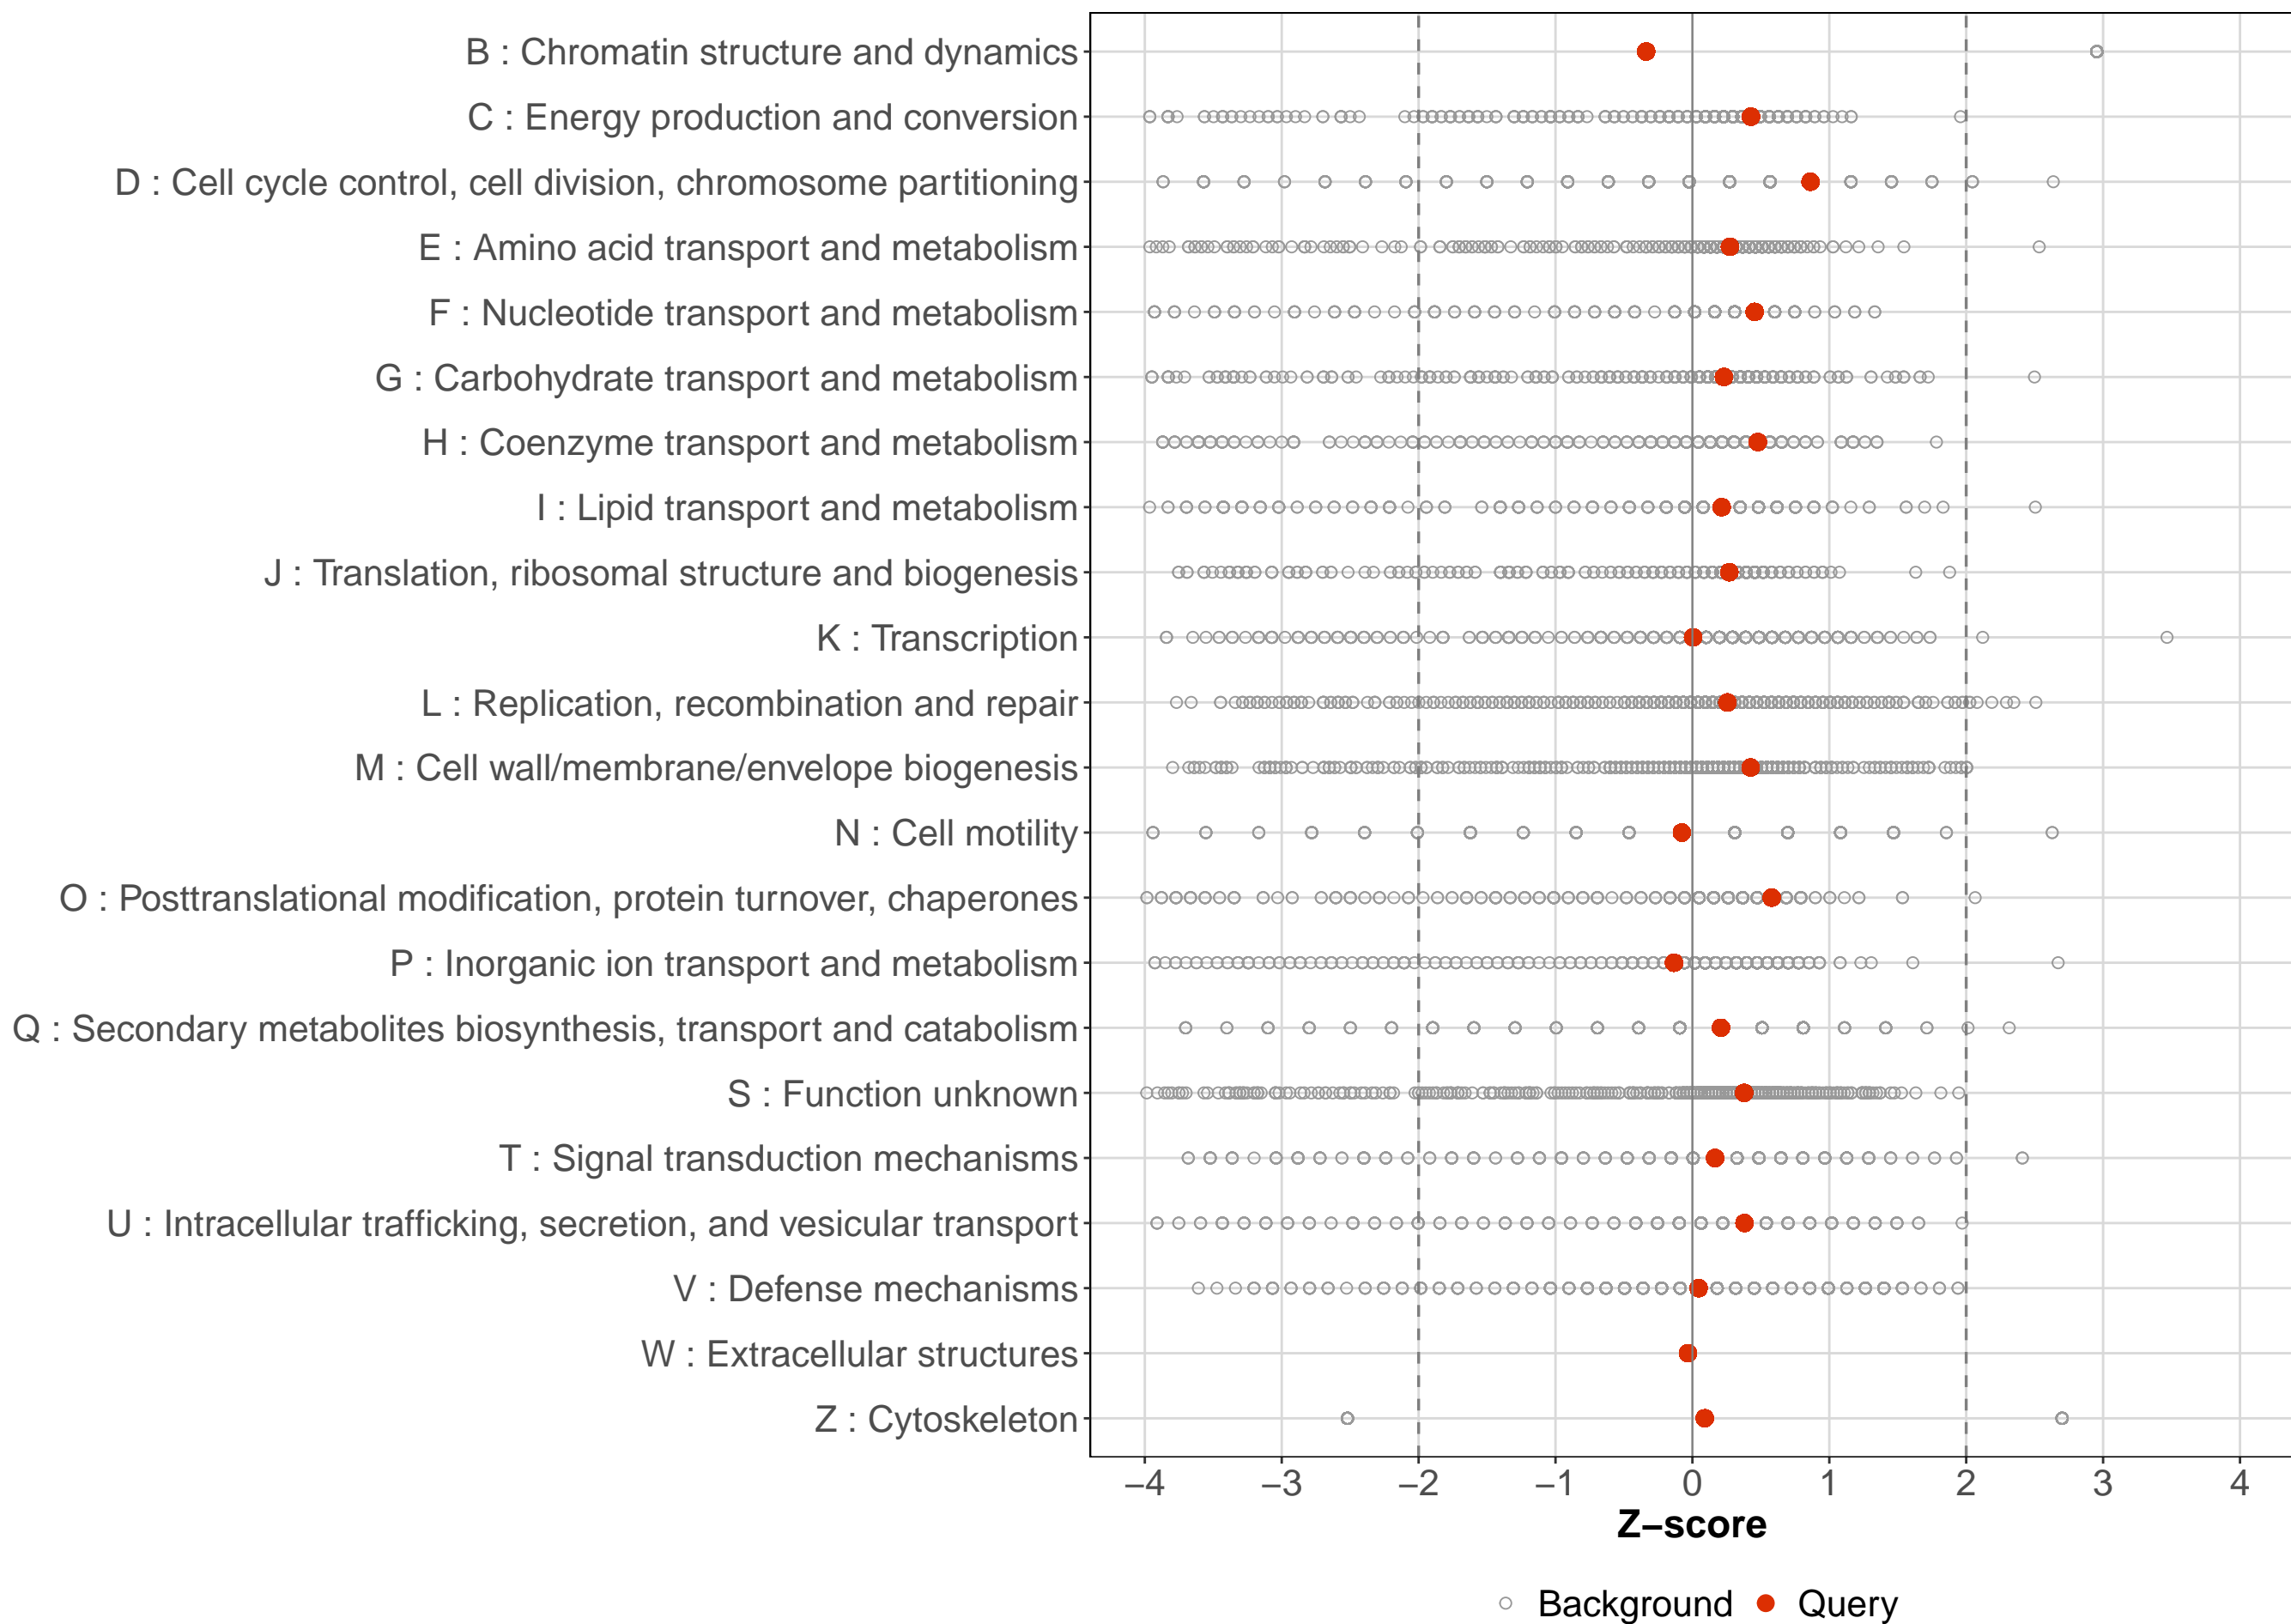 B : Chromatin structure and dynamics
C : Energy production and conversion
D : Cell cycle control, cell division, chromosome partitioning
E : Amino acid transport and metabolism
F : Nucleotide transport and metabolism
G : Carbohydrate transport and metabolism
H : Coenzyme transport and metabolism
I : Lipid transport and metabolism
J : Translation, ribosomal structure and biogenesis
K : Transcription
L : Replication, recombination and repair
M : Cell wall/membrane/envelope biogenesis
N : Cell motility
O : Posttranslational modification, protein turnover, chaperones
P : Inorganic ion transport and metabolism
Q : Secondary metabolites biosynthesis, transport and catabolism
S : Function unknown
T : Signal transduction mechanisms
U : Intracellular trafficking, secretion, and vesicular transport
V : Defense mechanisms
W : Extracellular structures
Z : Cytoskeleton
−4 −3 −2 −1 0 1 2 3 4
Z−score
Background Query